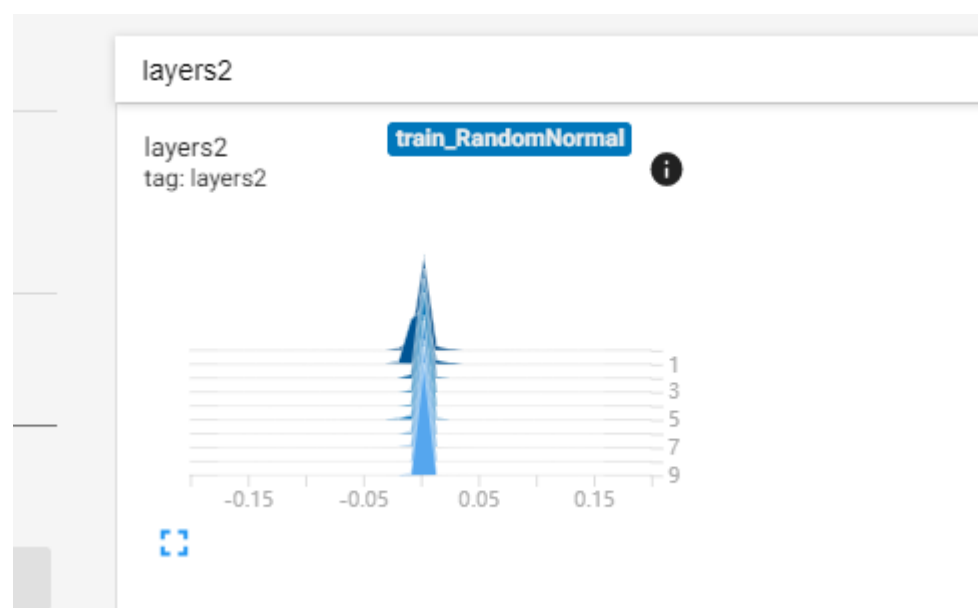 layers2
layers2
tag: layers2
train_RandomNormal
i
1
3
5
7
9
-0.15 -0.05 0.05 0.15